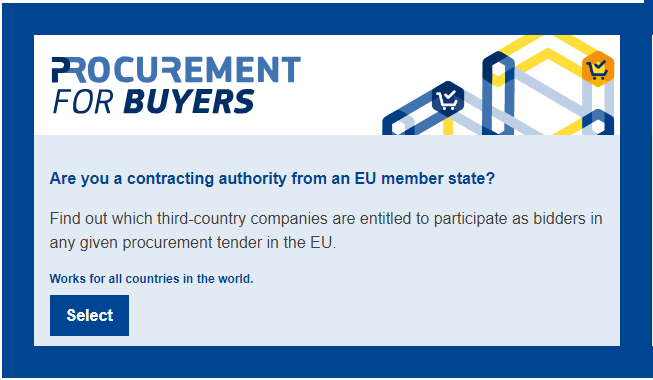 PROCUREMENT
FOR BUYERS
Are you a contracting authority from an EU member state?
Find out which third-country companies are entitled to participate as bidders in
any given procurement tender in the EU.
Works for all countries in the world.
Select